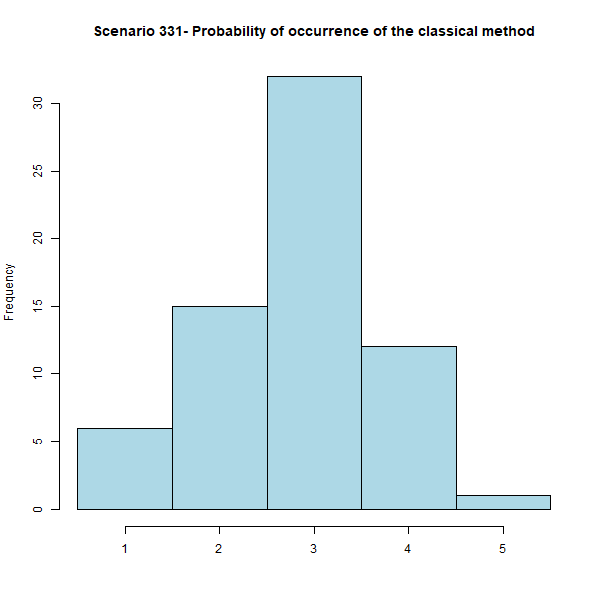 Scenario 331- Probability of occurrence of the classical method
Frequency
30
25
20
15
10
5
0
1 2 3 4 5